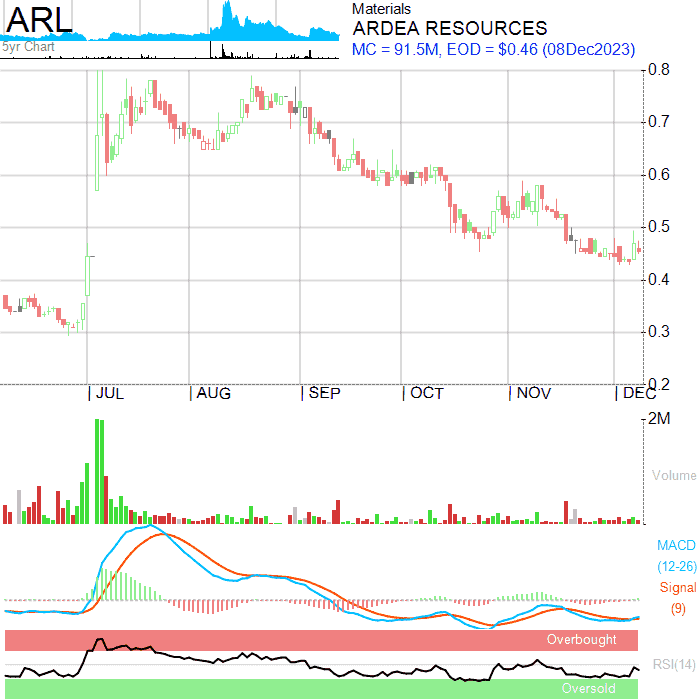 ARL
5yr Chart
Materials
ARDEA RESOURCES
MC = 91.5M, EOD = $0.46 (08Dec2023)
0.8
0.7
0.6
0.5
0.4
0.3
0.2
JUL AUG SEP OCT NOV DEC
2M
Volume
MACD
(12-26)
Signal
(9)
Overbought
RSI(14)
Oversold